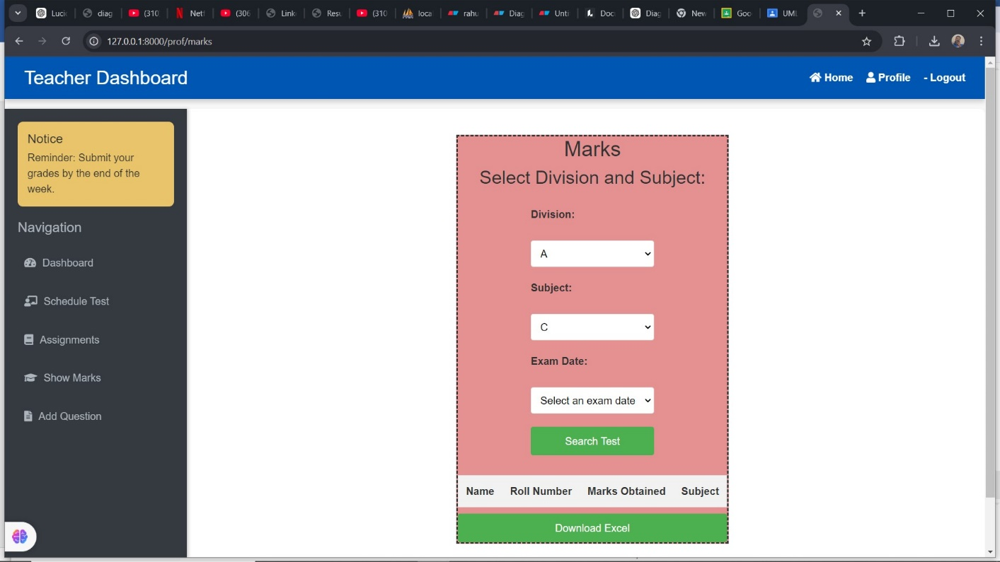 Lucic
diag
(310
Netf
(306
Link
Resu
(310
loca
rahu
Diag
Unti
Doc
Diag
New
Goo
UML
127.0.0.1:8000/prof/marks
Teacher Dashboard
Home Profile - Logout
Notice
Reminder: Submit your
grades by the end of the
week.
Navigation
Dashboard
Schedule Test
Assignments
Show Marks
Add Question
Marks
Select Division and Subject:
Division:
A
Subject:
C
Exam Date:
Select an exam date
Search Test
Name Roll Number Marks Obtained Subject
Download Excel